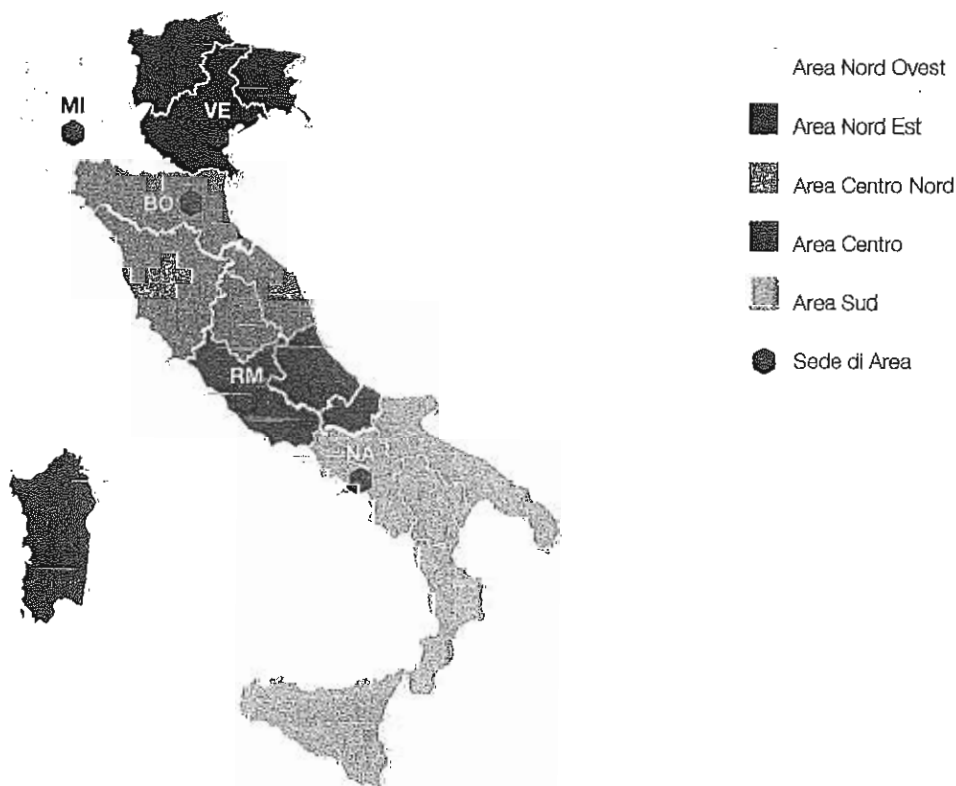 MI
VE
BO
RM
NA
Area Nord Ovest
Area Nord Est
Area Centro Nord
Area Centro
Area Sud
Sede di Area